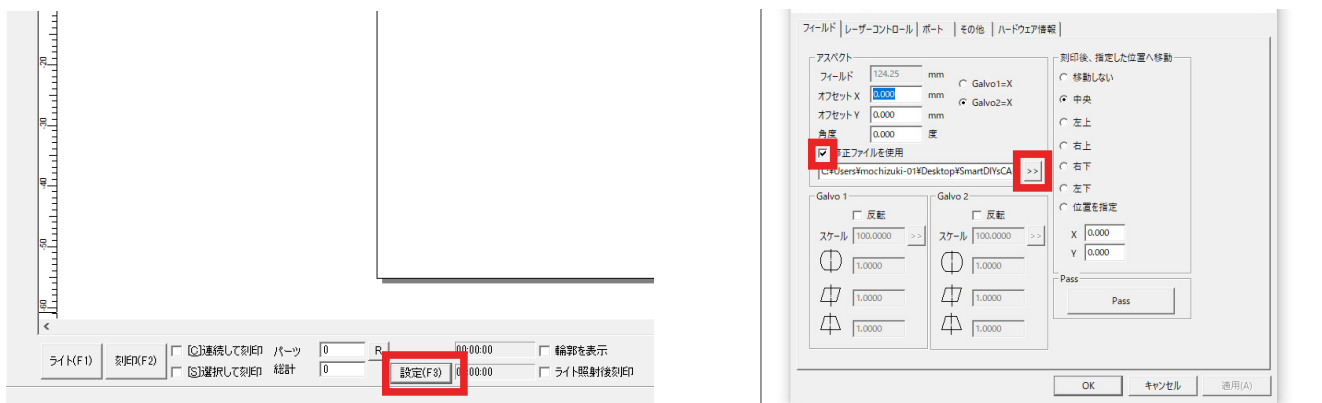 -20
-30
-40
-50
-60
<
ライト(F1)
刻印(F2)
[C]連続して刻印
[S]選択して刻印
パーツ 0 R
総計 0
00:00:00
設定(F3) 00:00
輪郭を表示
ライト照射後刻印
フィールド レーザーコントロール ポート その他 ハードウェア情報
アスペクト
フィールド 124.25 mm
オフセット X 0.000 mm
オフセット Y 0.000 mm
角度 0.000 度
Galvo1=X
Galvo2=X
正ファイルを使用
C:¥Users¥mochizuki-01¥Desktop¥SmartDIYsCA >>
Galvo 1
反転
スケール 100.0000 >>
1.0000
1.0000
1.0000
Galvo 2
反転
スケール 100.0000 >>
1.0000
1.0000
1.0000
刻印後、指定した位置へ移動
移動しない
中央
左上
右上
右下
左下
位置を指定
X 0.000
Y 0.000
Pass
Pass
OK キャンセル 適用(A)